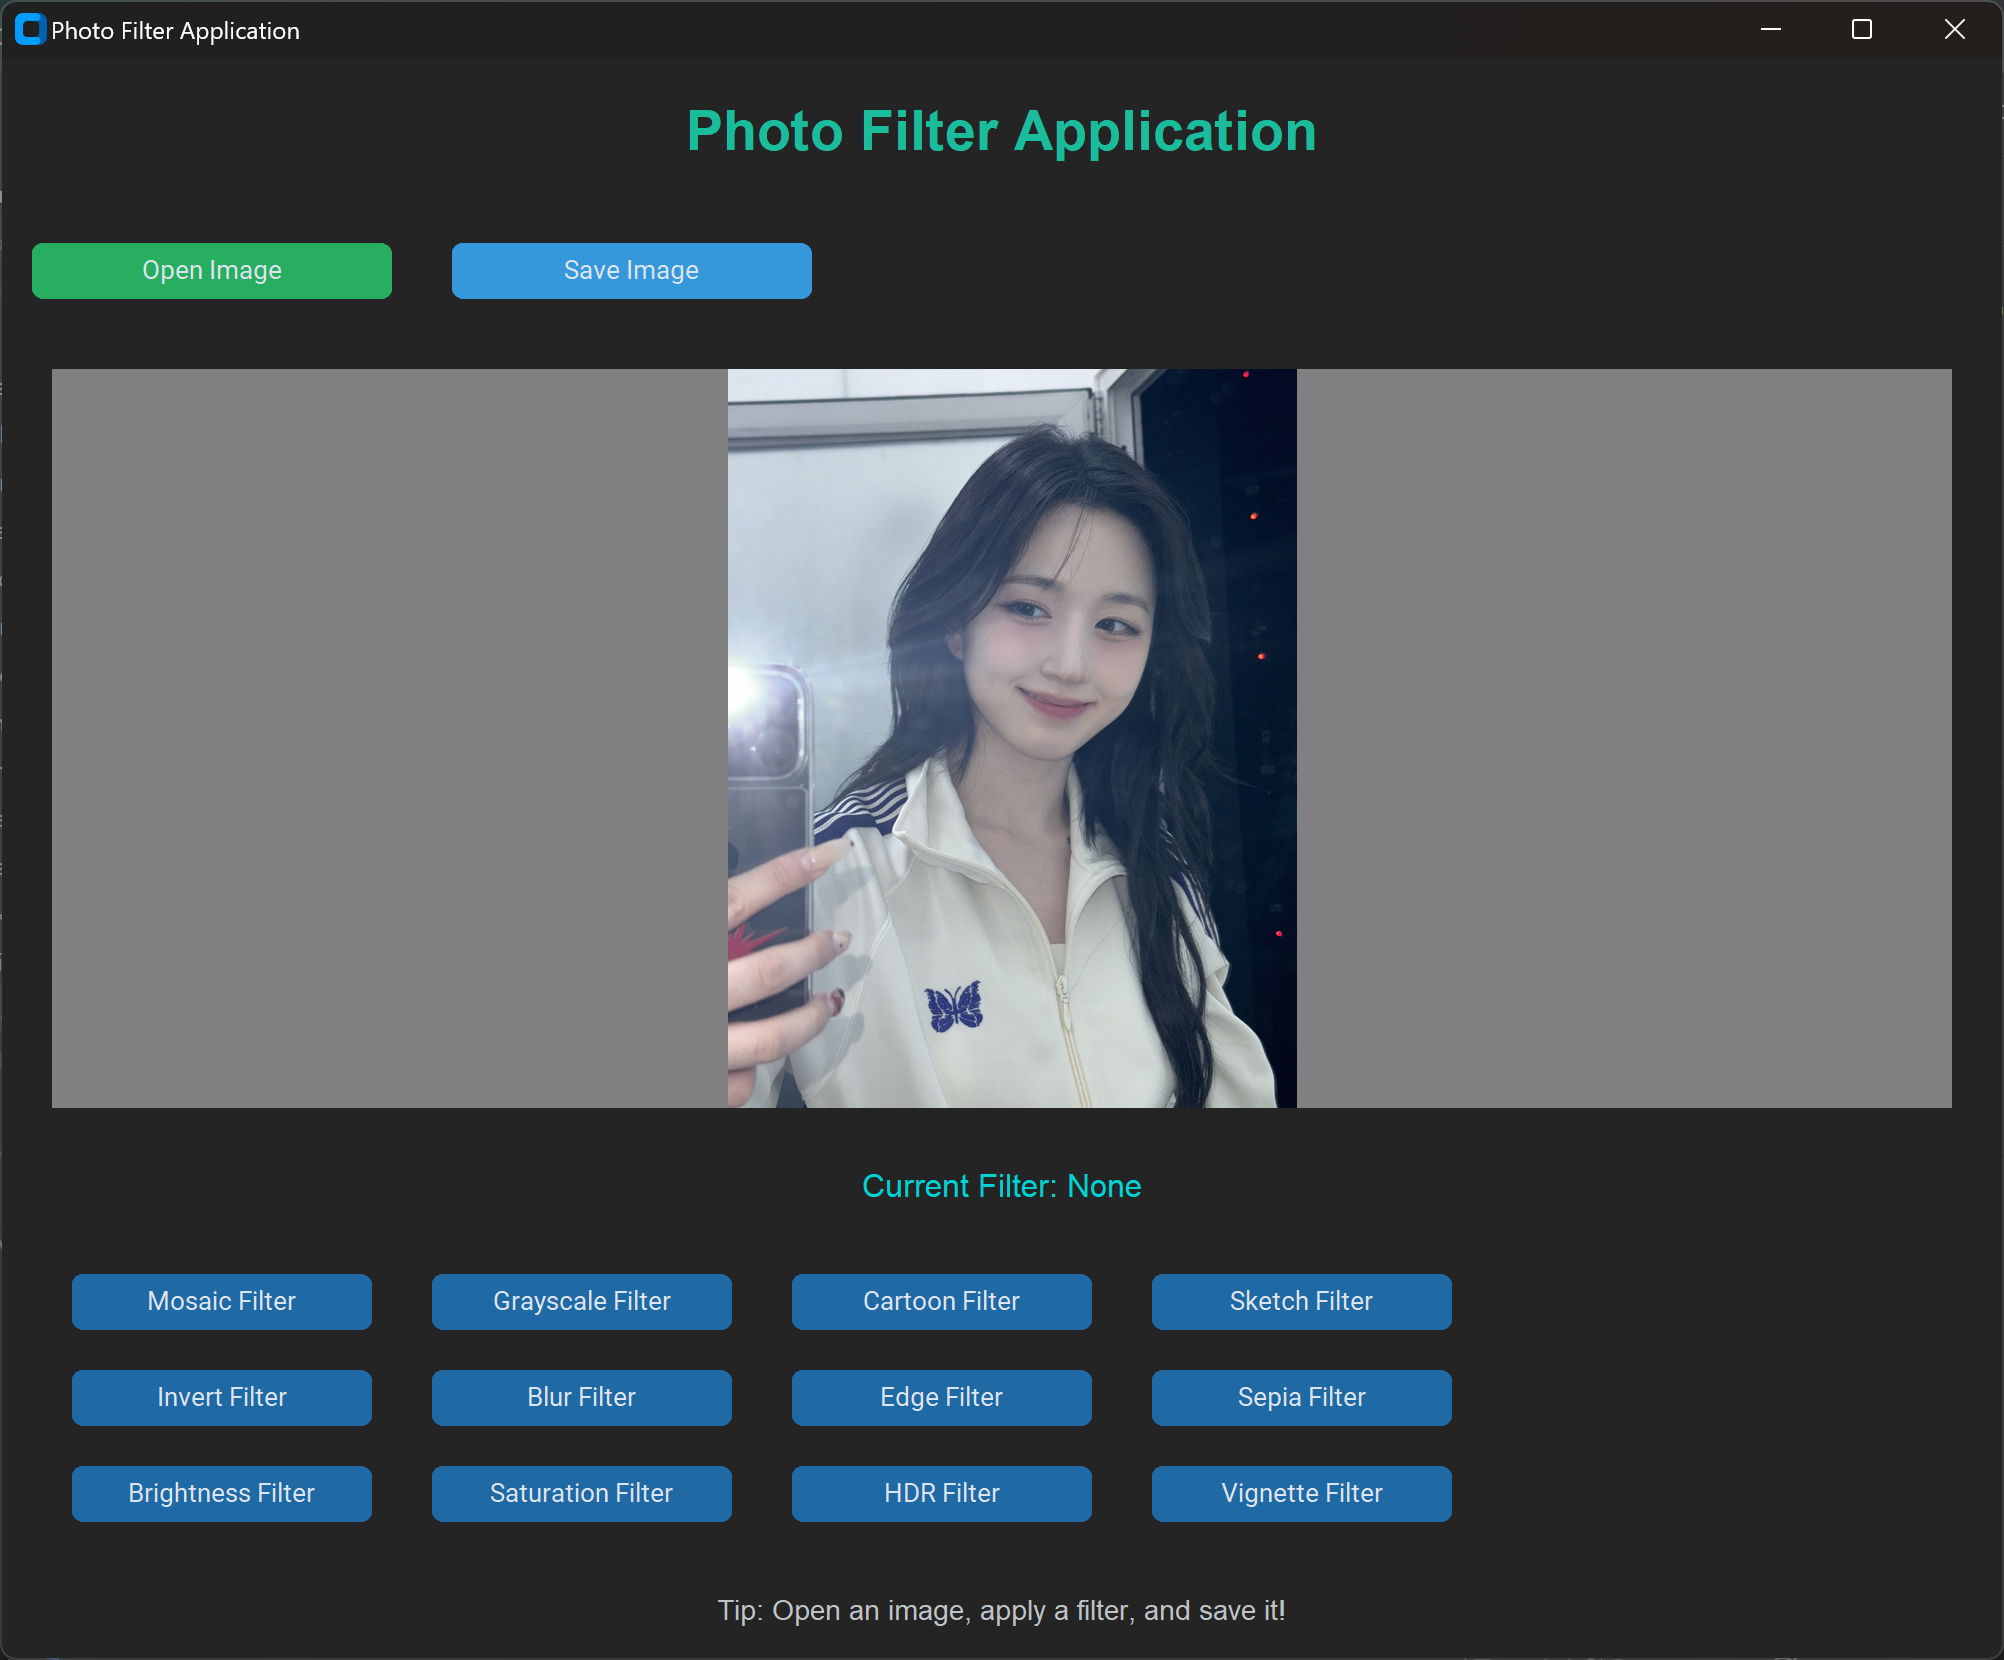 Photo Filter Application
Photo Filter Application
Open Image
Save Image
Current Filter: None
Mosaic Filter
Grayscale Filter
Cartoon Filter
Sketch Filter
Invert Filter
Blur Filter
Edge Filter
Sepia Filter
Brightness Filter
Saturation Filter
HDR Filter
Vignette Filter
Tip: Open an image, apply a filter, and save it!